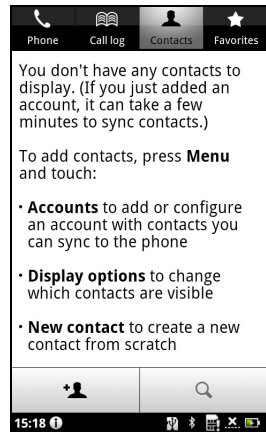 Phone Call log Contacts Favorites
You don't have any contacts to
display. (If you just added an
account, it can take a few
minutes to sync contacts.)
To add contacts, press Menu
and touch:
· Accounts to add or configure
an account with contacts you
can sync to the phone
· Display options to change
which contacts are visible
· New contact to create a new
contact from scratch
15:18